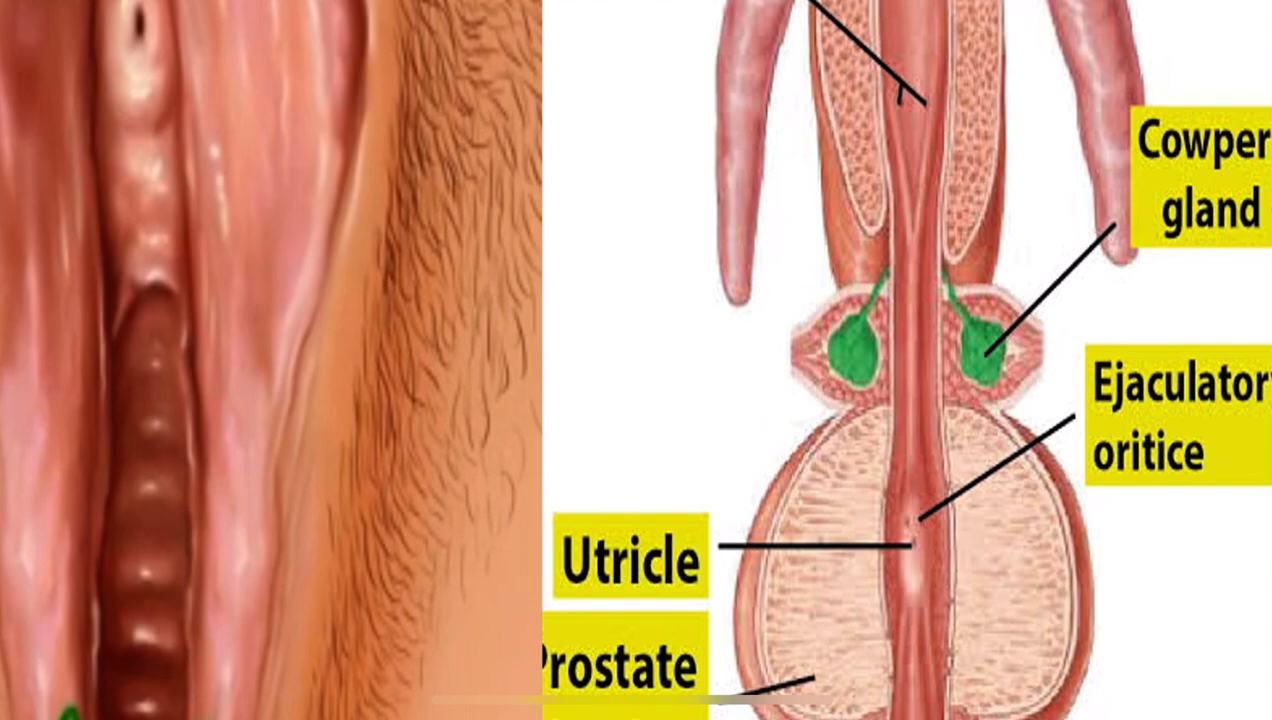 Cowper
gland
Ejaculator
oritice
Utricle
Prostate